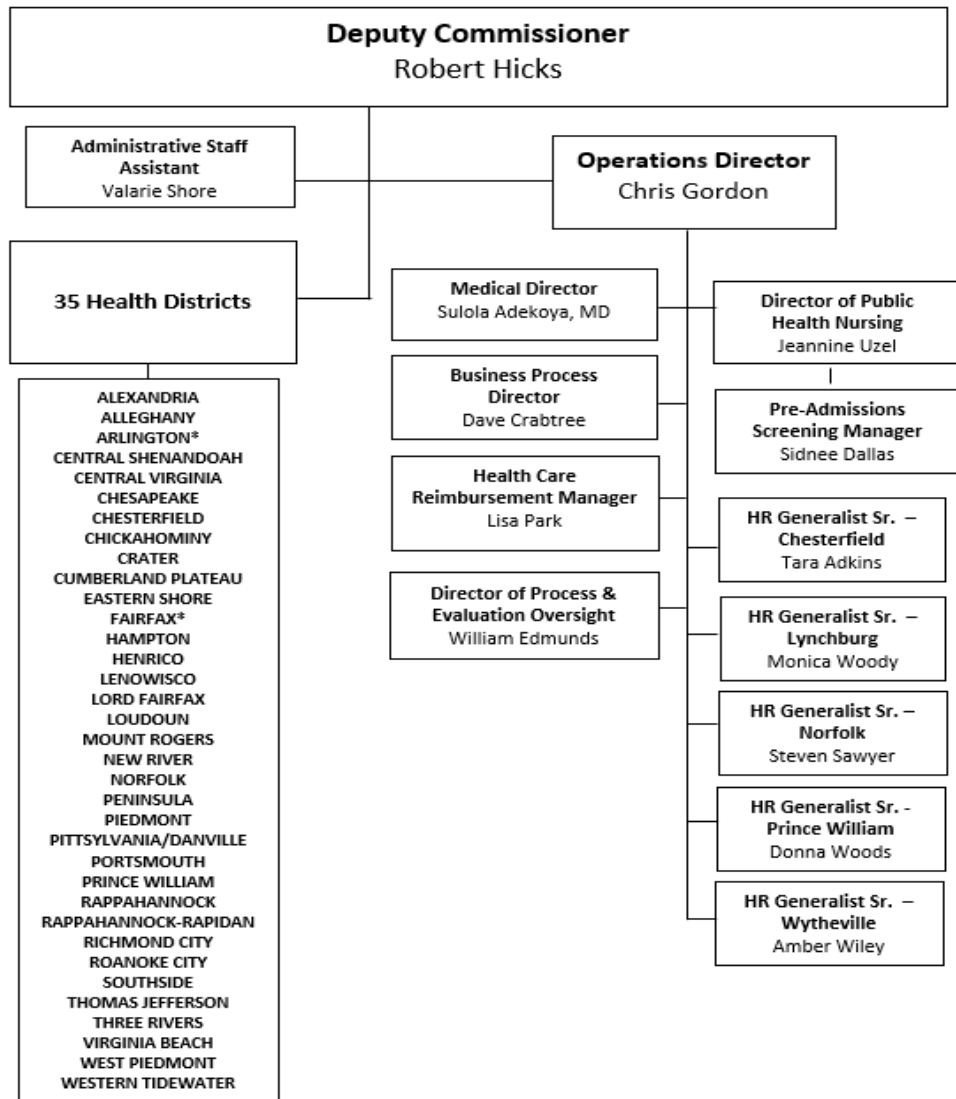 Deputy Commissioner
Robert Hicks
Administrative Staff
Assistant
Valarie Shore
Operations Director
Chris Gordon
35 Health Districts
ALEXANDRIA
ALLEGHANY
ARLINGTON*
CENTRAL SHENANDOAH
CENTRAL VIRGINIA
CHESAPEAKE
CHESTERFIELD
CHICKAHOMINY
CRATER
CUMBERLAND PLATEAU
EASTERN SHORE
FAIRFAX*
HAMPTON
HENRICO
LENOWISCO
LORD FAIRFAX
LOUDOUN
MOUNT ROGERS
NEW RIVER
NORFOLK
PENINSULA
PIEDMONT
PITTSYLVANIA/DANVILLE
PORTSMOUTH
PRINCE WILLIAM
RAPPAHANNOCK
RAPPAHANNOCK-RAPIDAN
RICHMOND CITY
ROANOKE CITY
SOUTHSIDE
THOMAS JEFFERSON
THREE RIVERS
VIRGINIA BEACH
WEST PIEDMONT
WESTERN TIDEWATER
Medical Director
Sulola Adekoya, MD
Business Process
Director
Dave Crabtree
Health Care
Reimbursement Manager
Lisa Park
Director of Process &
Evaluation Oversight
William Edmunds
Director of Public
Health Nursing
Jeannine Uzel
Pre-Admissions
Screening Manager
Sidnee Dallas
HR Generalist Sr. –
Chesterfield
Tara Adkins
HR Generalist Sr. –
Lynchburg
Monica Woody
HR Generalist Sr. –
Norfolk
Steven Sawyer
HR Generalist Sr. -
Prince William
Donna Woods
HR Generalist Sr. –
Wytheville
Amber Wiley